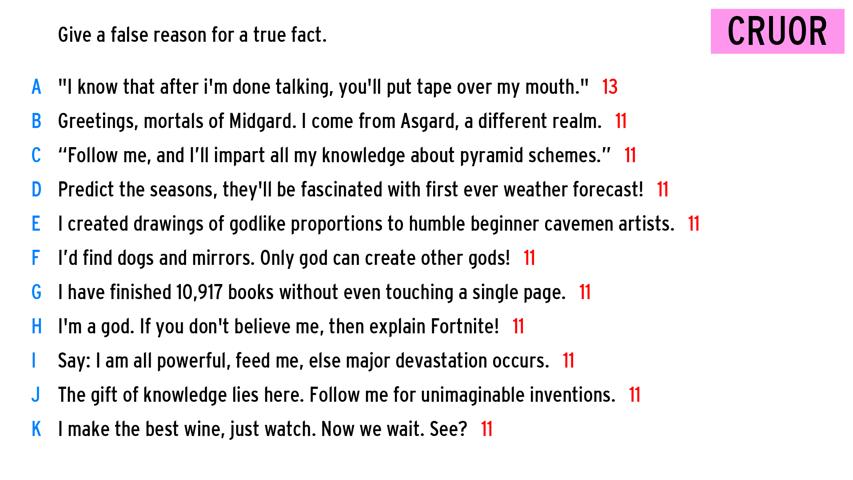 Give a false reason for a true fact.
CRUOR
A "I know that after i'm done talking, you'll put tape over my mouth." 13
B Greetings, mortals of Midgard. I come from Asgard, a different realm. 11
C “Follow me, and I’ll impart all my knowledge about pyramid schemes.” 11
D Predict the seasons, they'll be fascinated with first ever weather forecast! 11
E I created drawings of godlike proportions to humble beginner cavemen artists. 11
F I’d find dogs and mirrors. Only god can create other gods! 11
G I have finished 10,917 books without even touching a single page. 11
H I'm a god. If you don't believe me, then explain Fortnite! 11
I Say: I am all powerful, feed me, else major devastation occurs. 11
J The gift of knowledge lies here. Follow me for unimaginable inventions. 11
K I make the best wine, just watch. Now we wait. See? 11